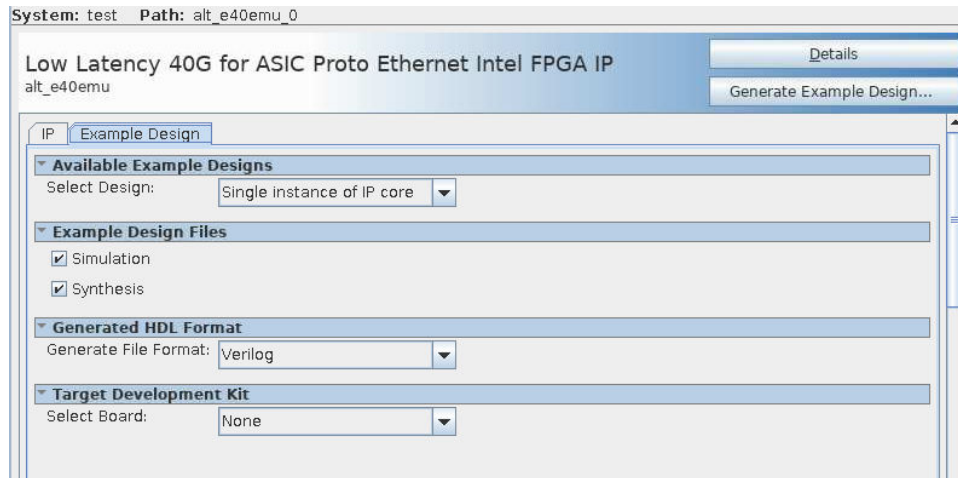 System: test Path: alt_e40emu_0
Low Latency 40G for ASIC Proto Ethernet Intel FPGA IP
alt_e40emu
Details
Generate Example Design...
IP Example Design
Available Example Designs
Select Design: Single instance of IP core
Example Design Files
Simulation
Synthesis
Generated HDL Format
Generate File Format: Verilog
Target Development Kit
Select Board: None